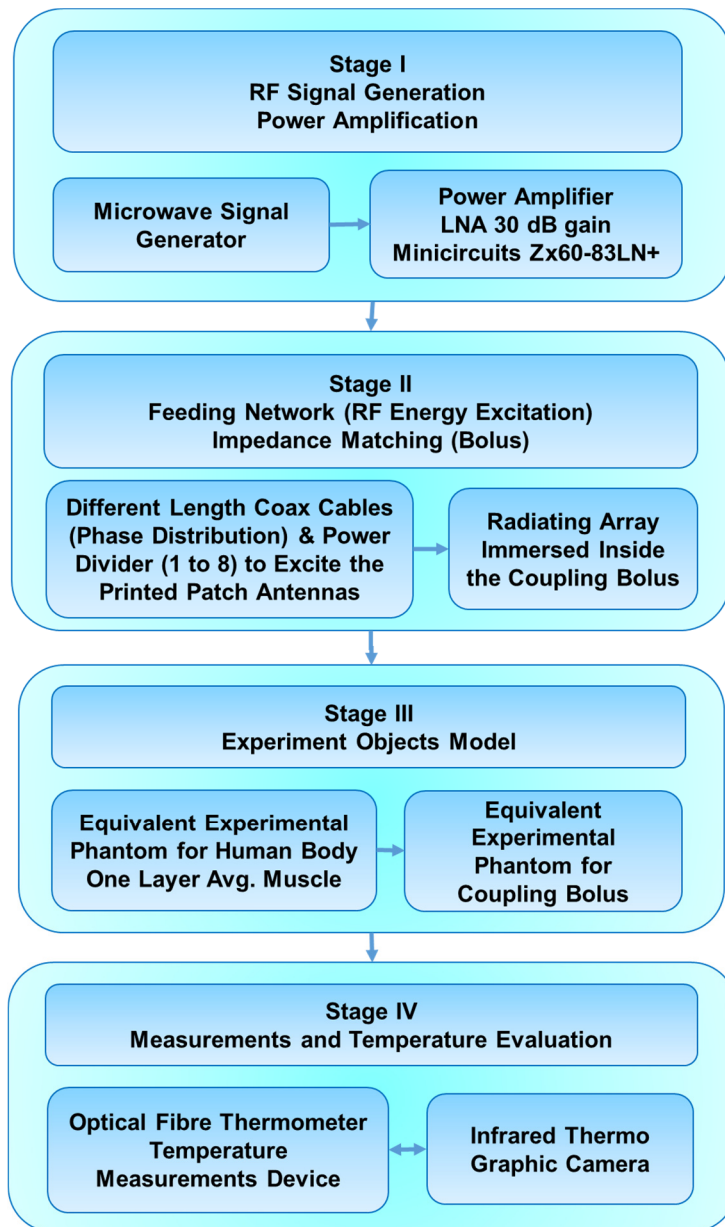 Stage I
RF Signal Generation
Power Amplification
Microwave Signal
Generator
Power Amplifier
LNA 30 dB gain
Minicircuits Zx60-83LN+
Stage II
Feeding Network (RF Energy Excitation)
Impedance Matching (Bolus)
Different Length Coax Cables
(Phase Distribution) & Power
Divider (1 to 8) to Excite the
Printed Patch Antennas
Radiating Array
Immersed Inside
the Coupling Bolus
Stage III
Experiment Objects Model
Equivalent Experimental
Phantom for Human Body
One Layer Avg. Muscle
Equivalent
Experimental
Phantom for
Coupling Bolus
Stage IV
Measurements and Temperature Evaluation
Optical Fibre Thermometer
Temperature
Measurements Device
Infrared Thermo
Graphic Camera